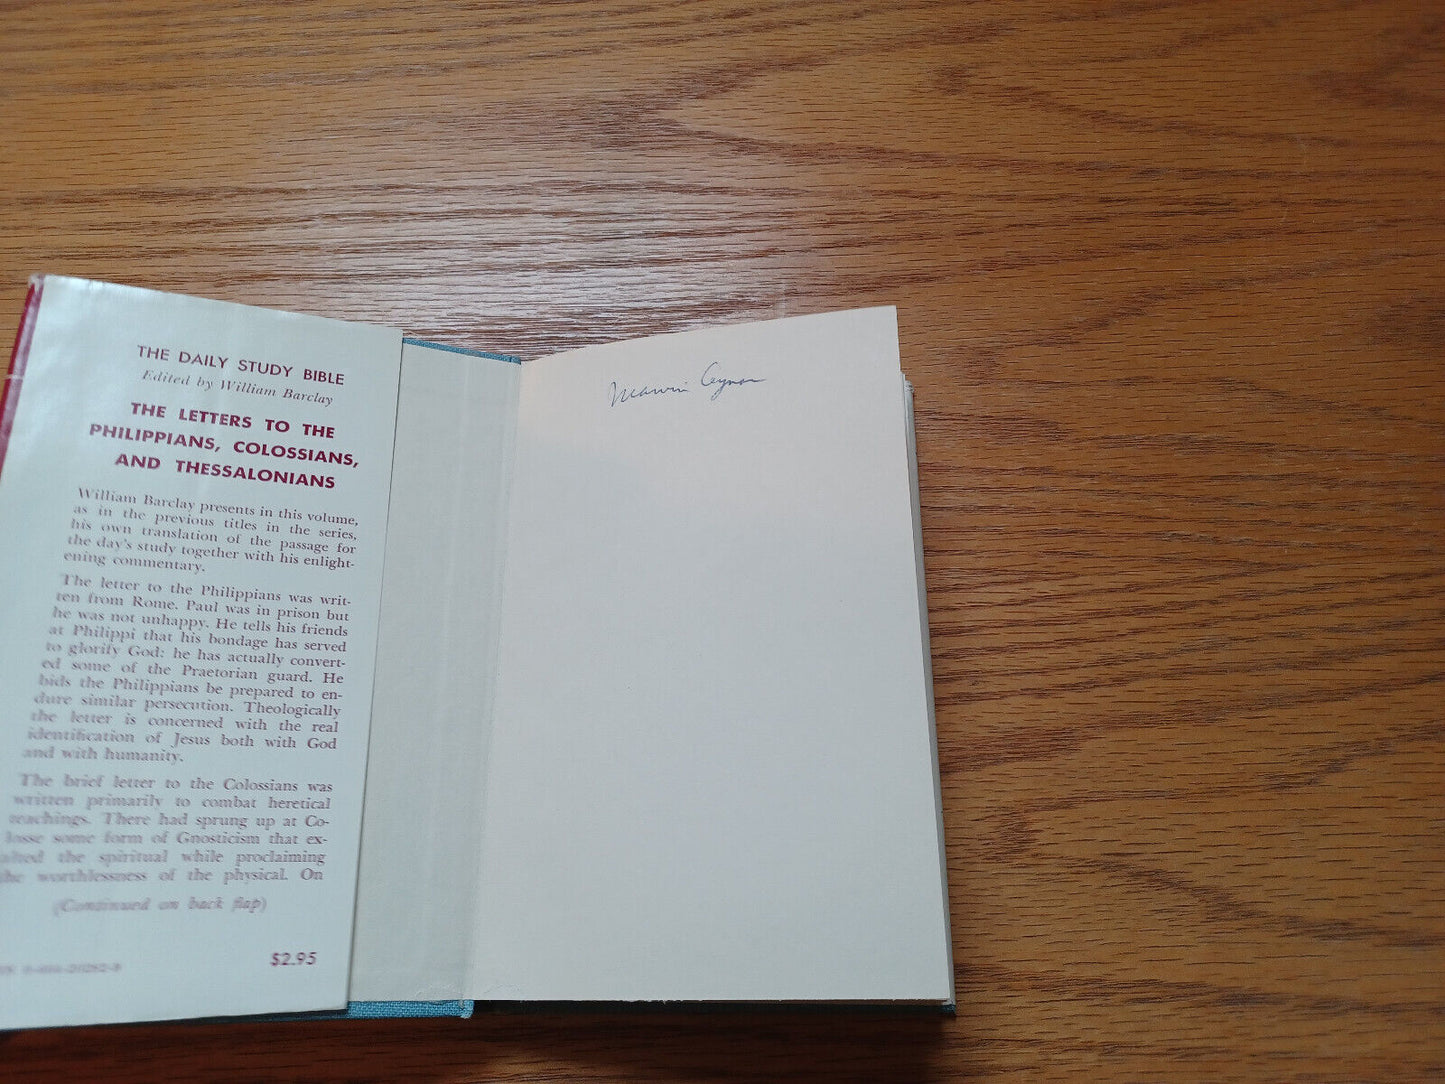 THE DAILY STUDY BIBLE
Edited by William Barclay
THE LETTERS TO THE
PHILIPPIANS, COLOSSIANS,
AND THESSALONIANS
William Barclay presents in this volume,
as in the previous titles in the series,
his own translation of the passage for
the day's study together with his enlight-
ening commentary.
The letter to the Philippians was writ-
ten from Rome. Paul was in prison but
he was not unhappy. He tells his friends
at Philippi that his bondage has served
to glorify God: he has actually convert-
ed some of the Praetorian guard. He
bids the Philippians be prepared to en-
dure similar persecution. Theologically
the letter is concerned with the real
identification of Jesus both with God
and with humanity.
The brief letter to the Colossians was
written primarily to combat heretical
teachings. There had sprung up at Co-
losse some form of Gnosticism that ex-
alted the spiritual while proclaiming
the worthlessness of the physical. On
(Continued on back flap)
$2.95
Marvin